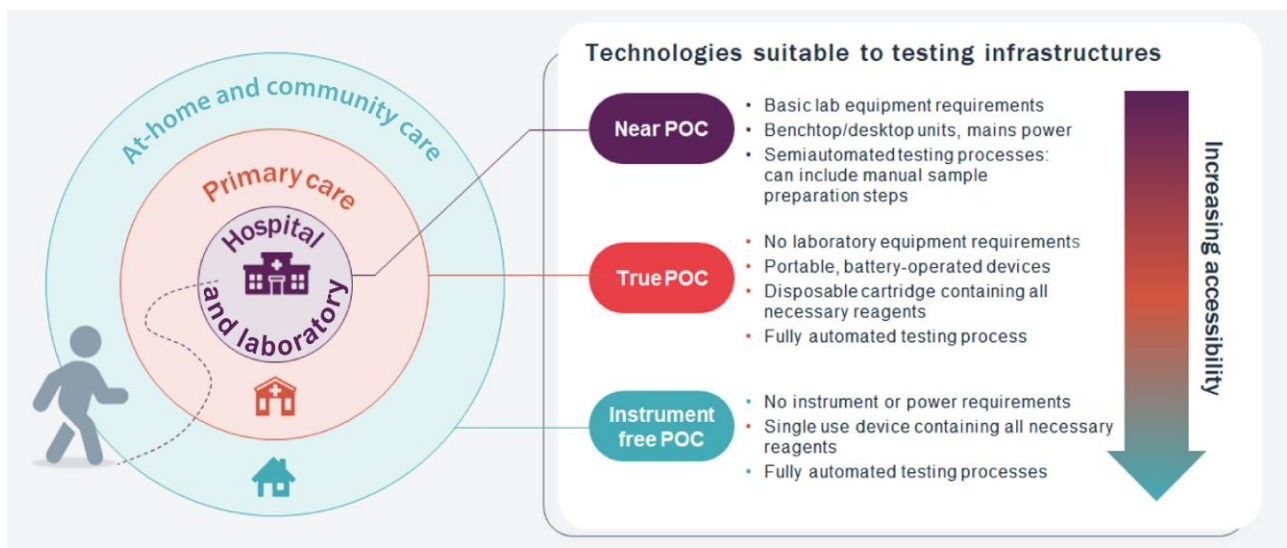 At-home and community care
Primary care
Hospital
and laboratory
Technologies suitable to testing infrastructures
Near POC
• Basic lab equipment requirements
• Benchtop/desktop units, mains power
• Semiautomated testing processes:
can include manual sample
preparation steps
True POC
• No laboratory equipment requirements
• Portable, battery-operated devices
• Disposable cartridge containing all
necessary reagents
• Fully automated testing process
Instrument
free POC
• No instrument or power requirements
• Single use device containing all necessary
reagents
• Fully automated testing processes
Increasing accessibility